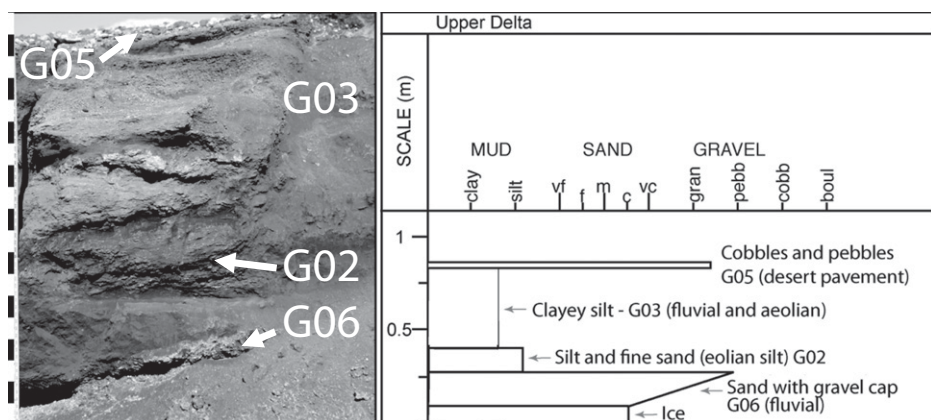 G05
G03
G02
G06
Upper Delta
SCALE (m)
MUD SAND GRAVEL
clay silt vf f m c vc gran pebb cobb boul
1
Cobbles and pebbles
G05 (desert pavement)
Clayey silt - G03 (fluvial and aeolian)
0.5
Silt and fine sand (eolian silt) G02
Sand with gravel cap
G06 (fluvial)
Ice